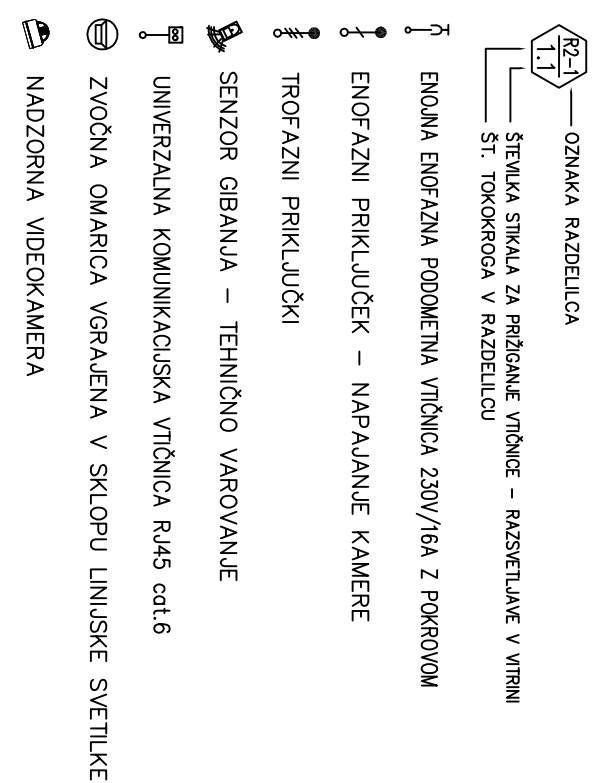 R2-1
1.1
OZNAKA RAZDELILCA
ŠTEVILKA STIKALA ZA PRIŽIGANJE VTIČNICE – RAZSVETLJAVE V VITRINI
ŠT. TOKOKROGA V RAZDELILCU
ENOJNA ENOFAZNA PODOMETNA VTIČNICA 230V/16A Z POKROVOM
ENOFAZNI PRIKLJUČEK – NAPAJANJE KAMERE
TROFAZNI PRIKLJUČKI
SENZOR GIBANJA – TEHNIČNO VAROVANJE
UNIVERZALNA KOMUNIKACIJSKA VTIČNICA RJ45 cat.6
ZVOČNA OMARICA VGRAJENA V SKLOPU LINIJSKE SVETILKE
NADZORNA VIDEOKAMERA